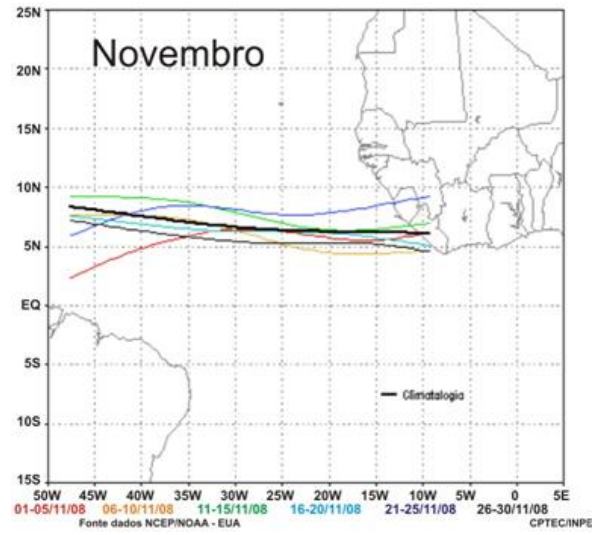 25N
Novembro
20N
15N
10N
5N
EQ
5S
Climatalogia
10S
15S
50W 45W 40W 35W 30W 25W 20W 15W 10W 5W 0 5E
01-05/11/08 06-10/11/08 11-15/11/08 16-20/11/08 21-25/11/08 26-30/11/08
Fonte dados NCEP/NOAA - EUA CPTEC/INPE